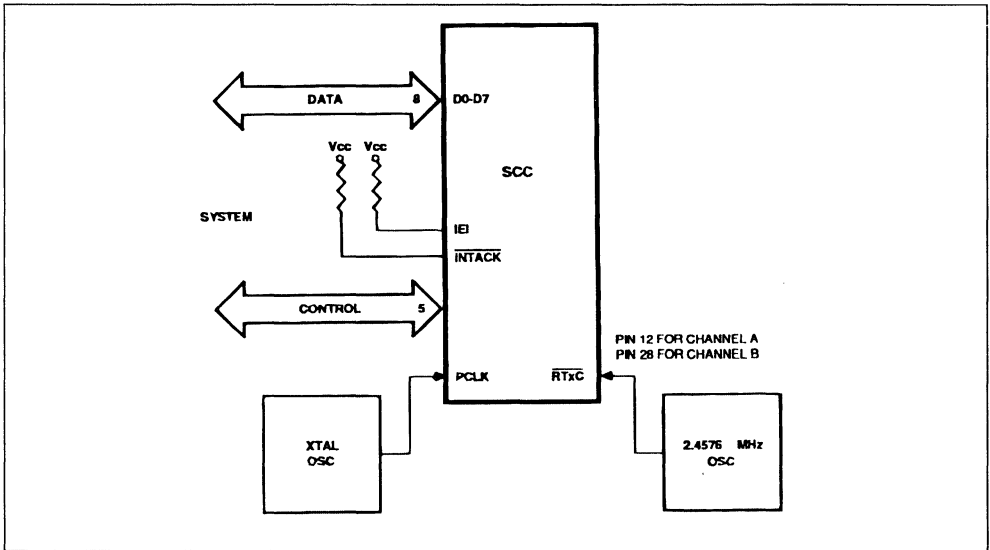 DATA 8 D0-D7
Vcc Vcc
SCC
SYSTEM
IEI
INTACK
CONTROL 5
PIN 12 FOR CHANNEL A
PIN 28 FOR CHANNEL B
PCLK RTxC
XTAL
OSC
2.4576 MHz
OSC